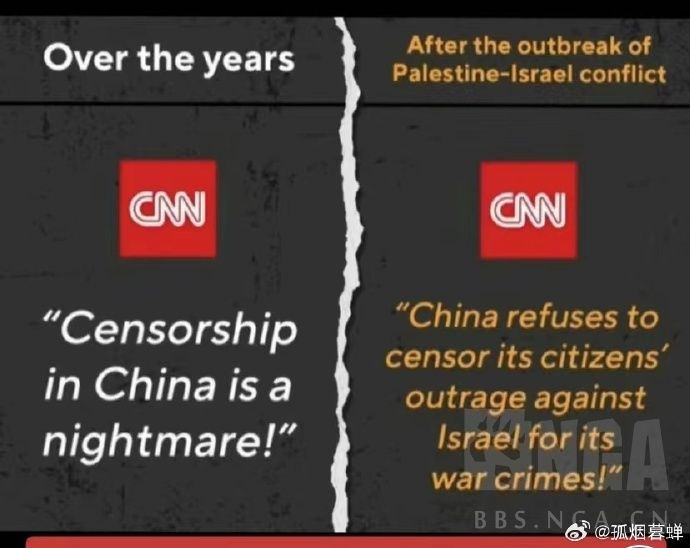 Over the years
After the outbreak of
Palestine-Israel conflict
CNN
CNN
“Censorship
in China is a
nightmare!”
“China refuses to
censor its citizens’
outrage against
Israel for its
war crimes!”
NGA
BBS.NGA.CN
@孤烟暮蝉